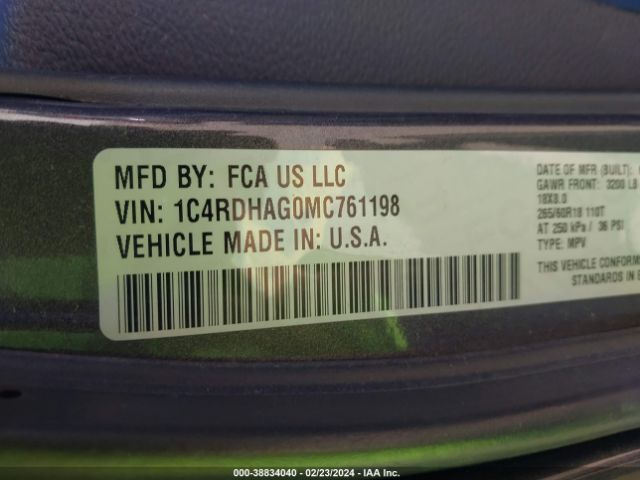 MFD BY: FCA US LLC
VIN: 1C4RDHAG0MC761198
VEHICLE MADE IN: U.S.A.
DATE OF MFR (BUILT):
GAWR FRONT: 3200 LB
18X8.0
265/60R18 110T
AT 250 kPa / 36 PSI
TYPE: MPV
THIS VEHICLE CONFORMS
STANDARDS IN
000-38834040 / 02/23/2024 - IAA Inc.